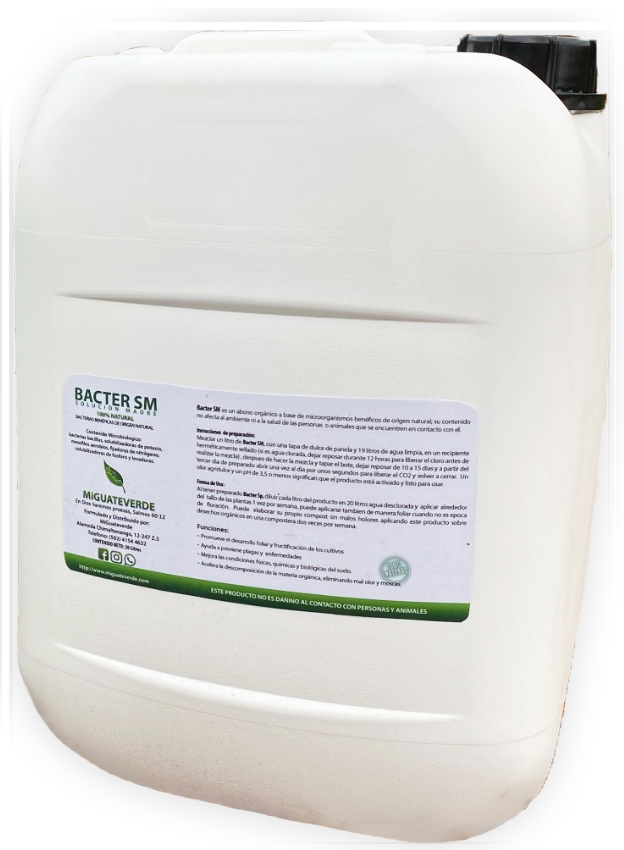 BACTER SM
SOLUCIÓN MADRE
100% NATURAL
BACTERIAS BENÉFICAS DE ORIGEN NATURAL
Contenido Microbiologico:
bacterias bacillus, solubilizadoras de potasio,
mesofilos aerobios, fijadoras de nitrógeno,
solubilizadoras de fosforo y levaduras.
MiGUATEVERDE
En Dios haremos proezas, Salmos 60:12
Formulado y Distribuido por:
MiGuateverde
Alameda Chimaltenango, 12-247 Z.5
Teléfono: (502) 4154 4632
CONTENIDO NETO: 20 Litros
http://www.miguateverde.com
Bacter SM es un abono orgánico a base de microorganismos benéficos de origen natural; su contenido
no afecta al ambiente ni a la salud de las personas o animales que se encuentren en contacto con el.
Instrucciones de preparación:
Mezclar un litro de Bacter SM, con una tapa de dulce de panela y 19 litros de agua limpia, en un recipiente
herméticamente sellado (si es agua clorada, dejar reposar durante 12 horas para liberar el cloro antes de
realizar la mezcla) , despues de hacer la mezcla y tapar el bote, dejar reposar de 10 a 15 días y a partir del
tercer día de preparado abrir una vez al día por unos segundos para liberar el CO2 y volver a cerrar. Un
olor agridulce y un pH de 3,5 o menos significan que el producto está activado y listo para usar.
Forma de Uso:
Al tener preparado Bacter Sp, diluir cada litro del producto en 20 litros agua desclorada y aplicar alrededor
del tallo de las plantas 1 vez por semana, puede aplicarse tambien de manera foliar cuando no es epoca
de floración. Puede elaborar su propio compost sin malos holores aplicando este producto sobre
desechos orgánicos en una compostera dos veces por semana.
Funciones:
- Promueve el desarrollo foliar y fructificación de los cultivos
- Ayuda a previene plagas y enfermedades
- Mejora las condiciones físicas, químicas y biológicas del suelo.
- Acelera la descomposición de la materia orgánica, eliminando mal olor y moscas.
ESTE PRODUCTO NO ES DAÑINO AL CONTACTO CON PERSONAS Y ANIMALES